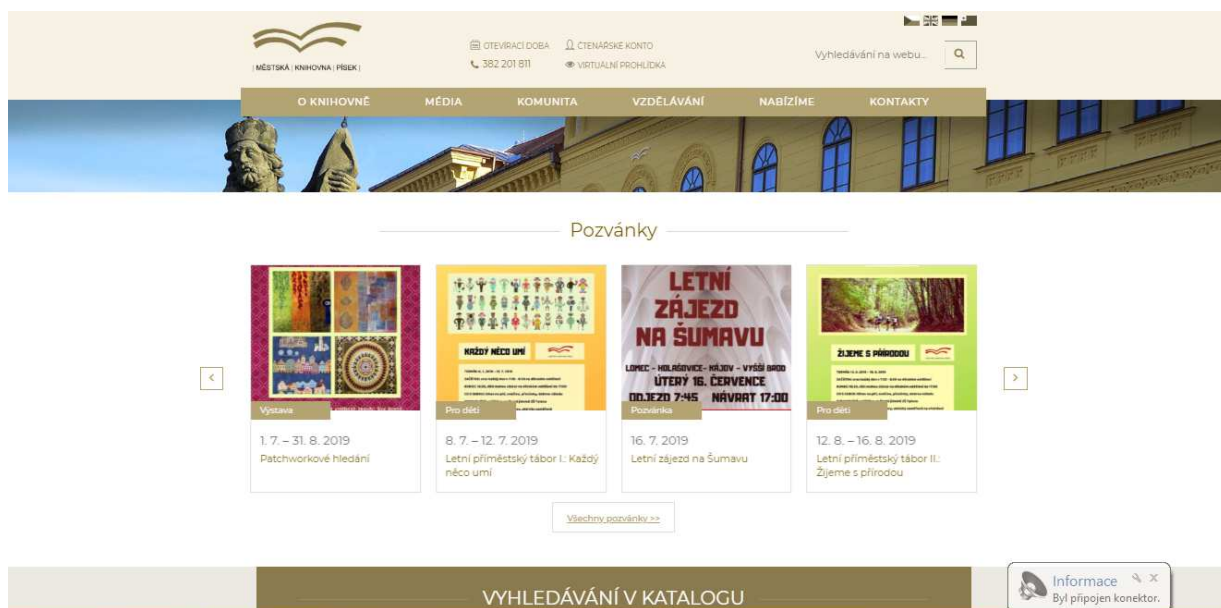 OTEVÍRACÍ DOBA
ČTENÁŘSKÉ KONTO
382 201 811
VIRTUÁLNÍ PROHLÍDKA
Vyhledávání na webu...
| MĚSTSKÁ | KNIHOVNA | PÍSEK |
O KNIHOVNĚ
MÉDIA
KOMUNITA
VZDĚLÁVÁNÍ
NABÍZÍME
KONTAKTY
Pozvánky
Výstava
1. 7. – 31. 8. 2019
Patchworkové hledání
KAŽDÝ NĚCO UMÍ
Pro děti
8. 7. – 12. 7. 2019
Letní příměstský tábor I.: Každý
něco umí
LETNÍ
ZÁJEZD
NA ŠUMAVU
LOMEC - HOLAŠOVICE- KÁJOV - VYŠŠÍ BROD
ÚTERÝ 16. ČERVENCE
ODJEZD 7:45 NÁVRAT 17:00
Pozvánka
16. 7. 2019
Letní zájezd na Šumavu
ŽIJEME S PŘÍRODOU
Pro děti
12. 8. – 16. 8. 2019
Letní příměstský tábor II.:
Žijeme s přírodou
Všechny pozvánky >>
VYHLEDÁVÁNÍ V KATALOGU
Informace
Byl připojen konektor.